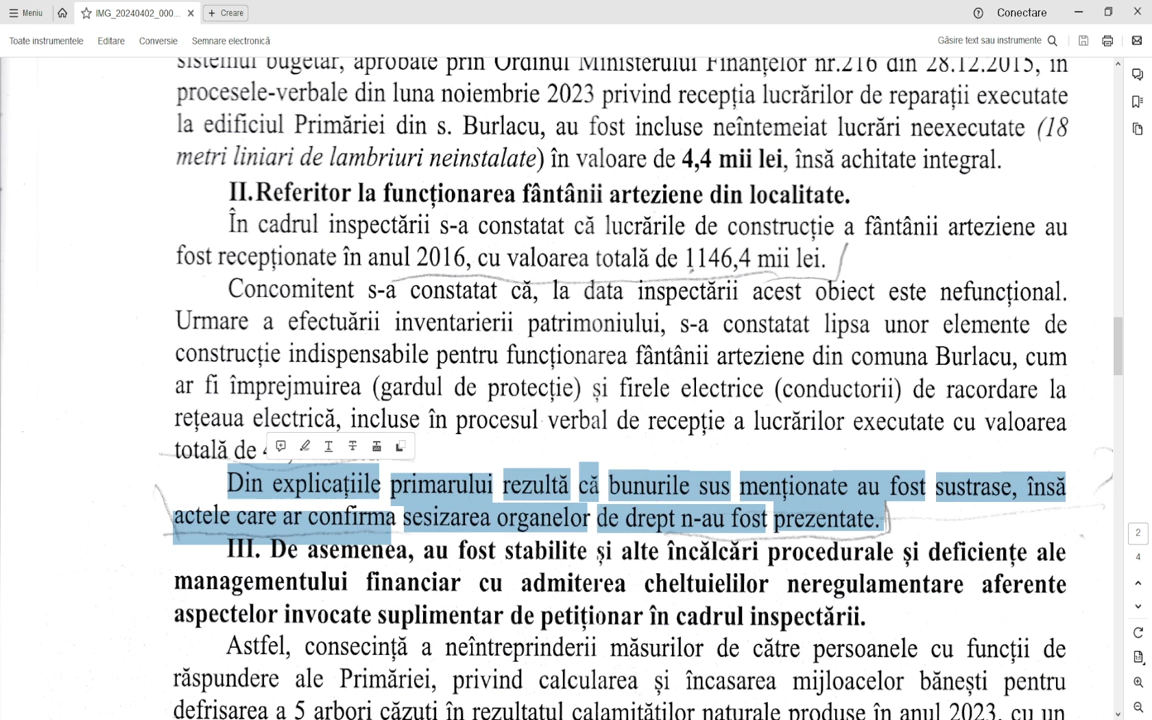 Meniu
IMG_20240402_000...
Creare
Conectare
Toate instrumentele Editare Conversie Semnare electronică
Găsire text sau instrumente
sistemul bugetar, aprobate prin Ordinul Ministerului Finanțelor nr.216 din 28.12.2015, în
procesele-verbale din luna noiembrie 2023 privind recepția lucrărilor de reparații executate
la edificiul Primăriei din s. Burlacu, au fost incluse neîntemeiat lucrări neexecutate (18
metri liniari de lambriuri neinstalate) în valoare de 4,4 mii lei, însă achitate integral.
II.Referitor la funcționarea fântânii arteziene din localitate.
În cadrul inspectării s-a constatat că lucrările de construcție a fântânii arteziene au
fost recepționate în anul 2016, cu valoarea totală de 1146,4 mii lei.
Concomitent s-a constatat că, la data inspectării acest obiect este nefuncțional.
Urmare a efectuării inventarierii patrimoniului, s-a constatat lipsa unor elemente de
construcție indispensabile pentru funcționarea fântânii arteziene din comuna Burlacu, cum
ar fi împrejmuirea (gardul de protecție) și firele electrice (conductorii) de racordare la
rețeaua electrică, incluse în procesul verbal de recepție a lucrărilor executate cu valoarea
totală de
Din explicațiile primarului rezultă că bunurile sus menționate au fost sustrase, însă
actele care ar confirma sesizarea organelor de drept n-au fost prezentate.
III. De asemenea, au fost stabilite și alte încălcări procedurale și deficiențe ale
managementului financiar cu admiterea cheltuielilor neregulamentare aferente
aspectelor invocate suplimentar de petiționar în cadrul inspectării.
Astfel, consecință a neîntreprinderii măsurilor de către persoanele cu funcții de
răspundere ale Primăriei, privind calcularea și încasarea mijloacelor bănești pentru
defrișarea a 5 arbori căzuți în rezultatul calamităților naturale produse în anul 2023, cu un
2
4